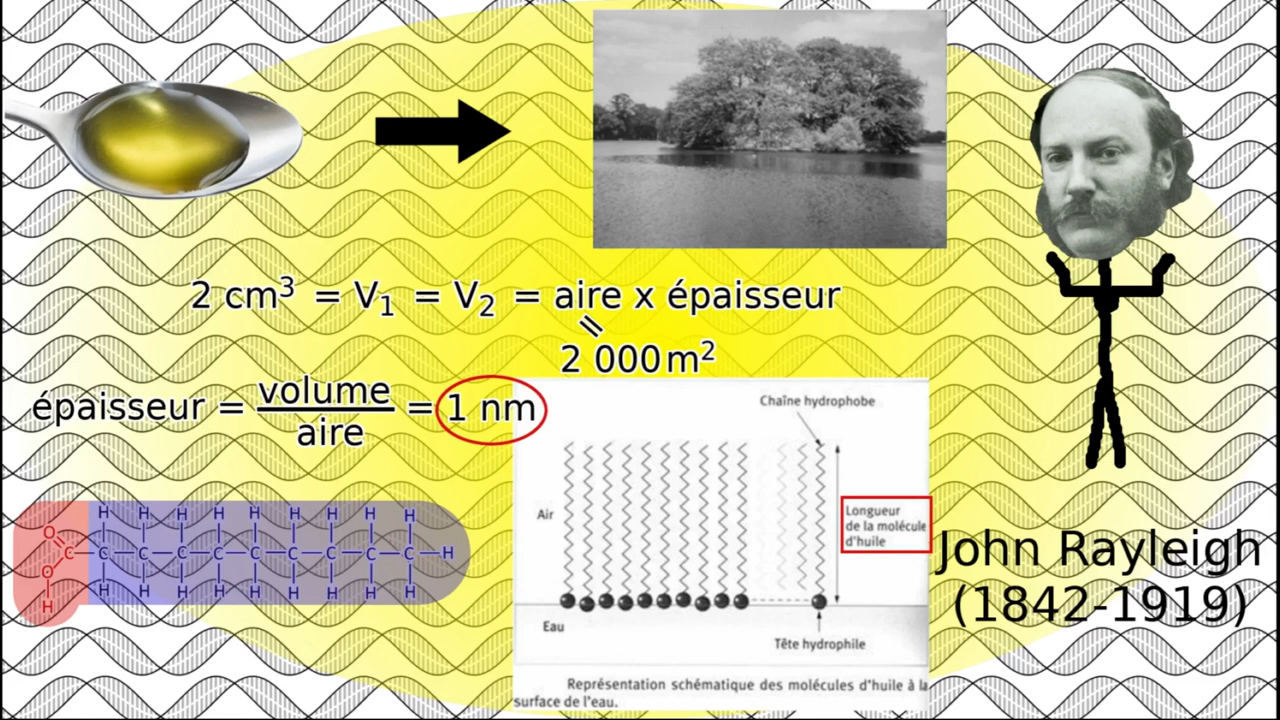 2 cm³ = V₁ = V₂ = aire x épaisseur
=
2 000 m²
épaisseur = volume / aire = 1 nm
Chaîne hydrophobe
Air
Longueur
de la molécule
d'huile
Eau
Tête hydrophile
Représentation schématique des molécules d'huile à la
surface de l'eau.
H H H H H H H H H
O C C C C C C C C C C H
O
H H H H H H H H H H
John Rayleigh
(1842-1919)